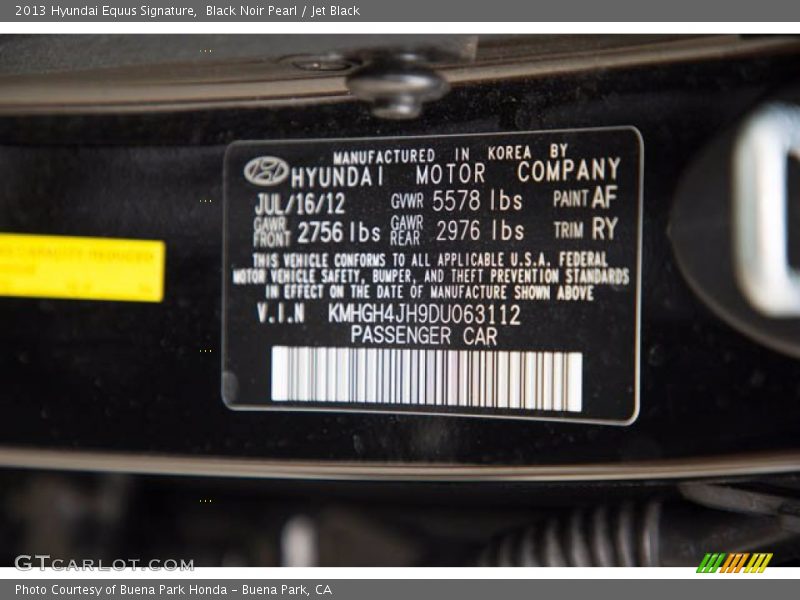 2013 Hyundai Equus Signature,  Black Noir Pearl / Jet Black
MANUFACTURED IN KOREA BY
HYUNDAI MOTOR COMPANY
JUL/16/12 GVWR 5578 lbs PAINT AF
GAWR FRONT 2756 lbs GAWR REAR 2976 lbs TRIM RY
THIS VEHICLE CONFORMS TO ALL APPLICABLE U.S.A. FEDERAL
MOTOR VEHICLE SAFETY, BUMPER, AND THEFT PREVENTION STANDARDS
IN EFFECT ON THE DATE OF MANUFACTURE SHOWN ABOVE
V.I.N KMHGH4JH9DU063112
PASSENGER CAR
GTcarlot.com
Photo Courtesy of Buena Park Honda - Buena Park, CA